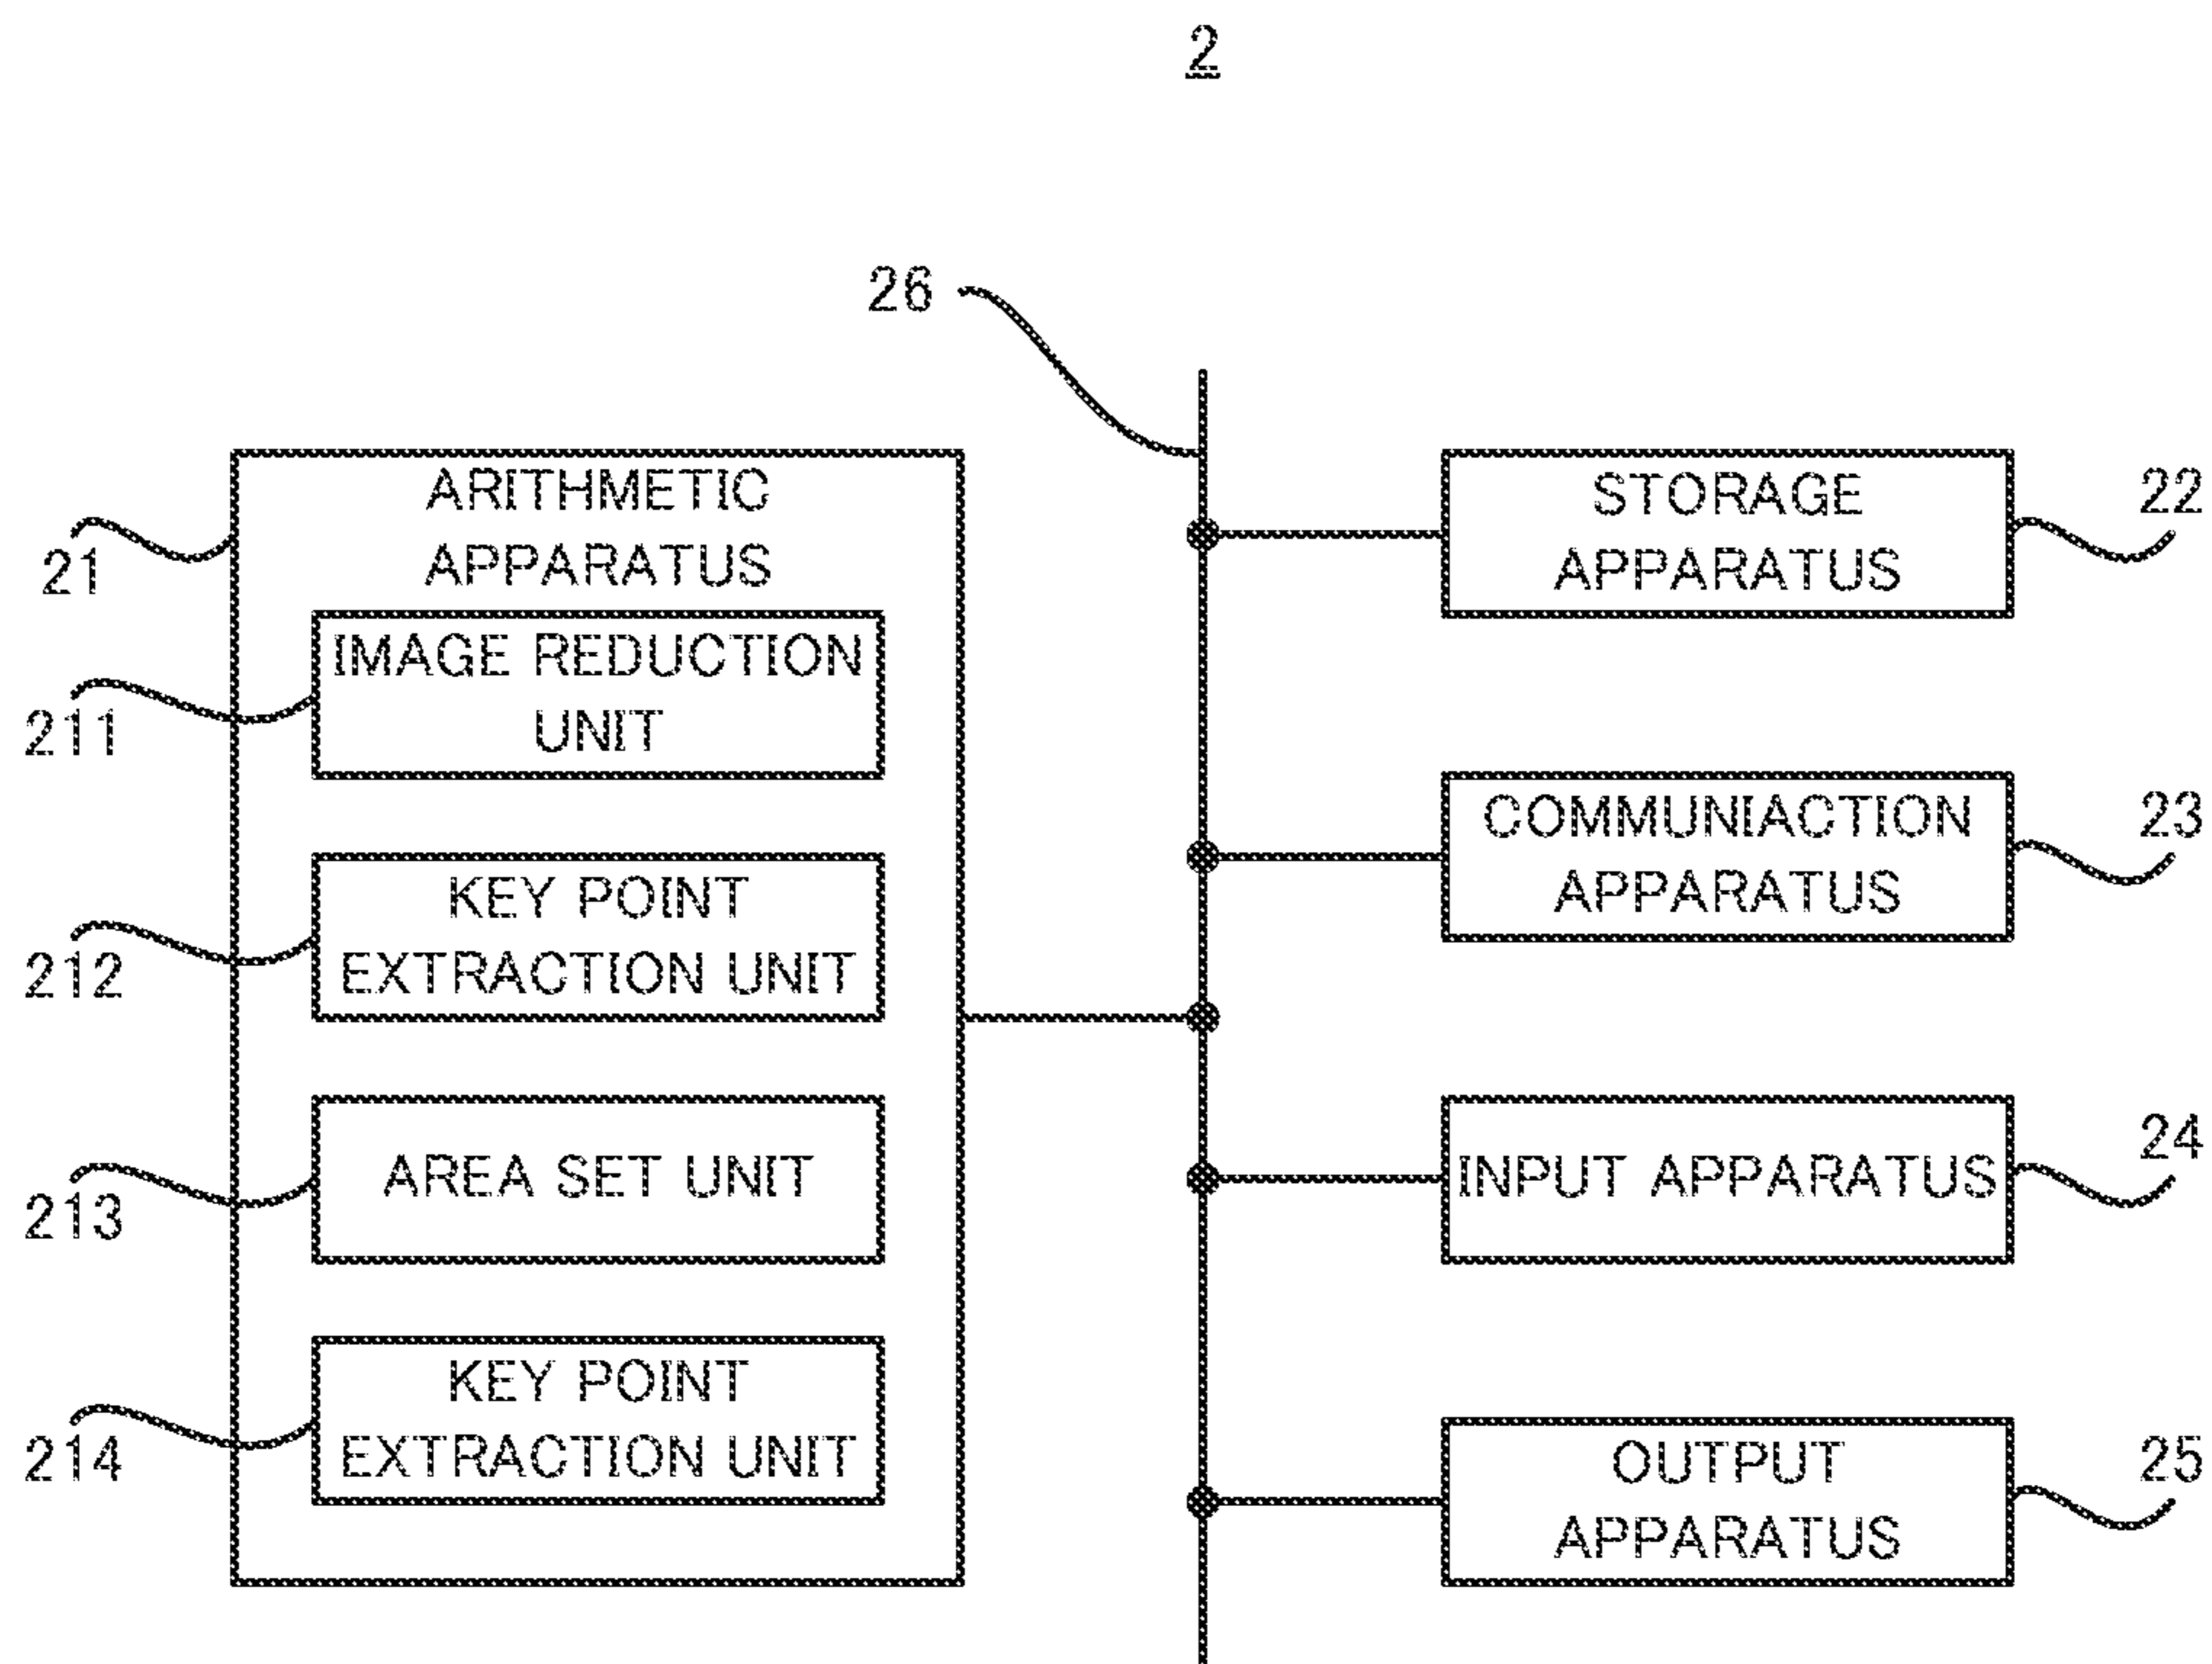 2
26
ARITHMETIC
APPARATUS
21
IMAGE REDUCTION
UNIT
211
KEY POINT
EXTRACTION UNIT
212
AREA SET UNIT
213
KEY POINT
EXTRACTION UNIT
214
STORAGE
APPARATUS
22
COMMUNIACTION
APPARATUS
23
INPUT APPARATUS
24
OUTPUT
APPARATUS
25